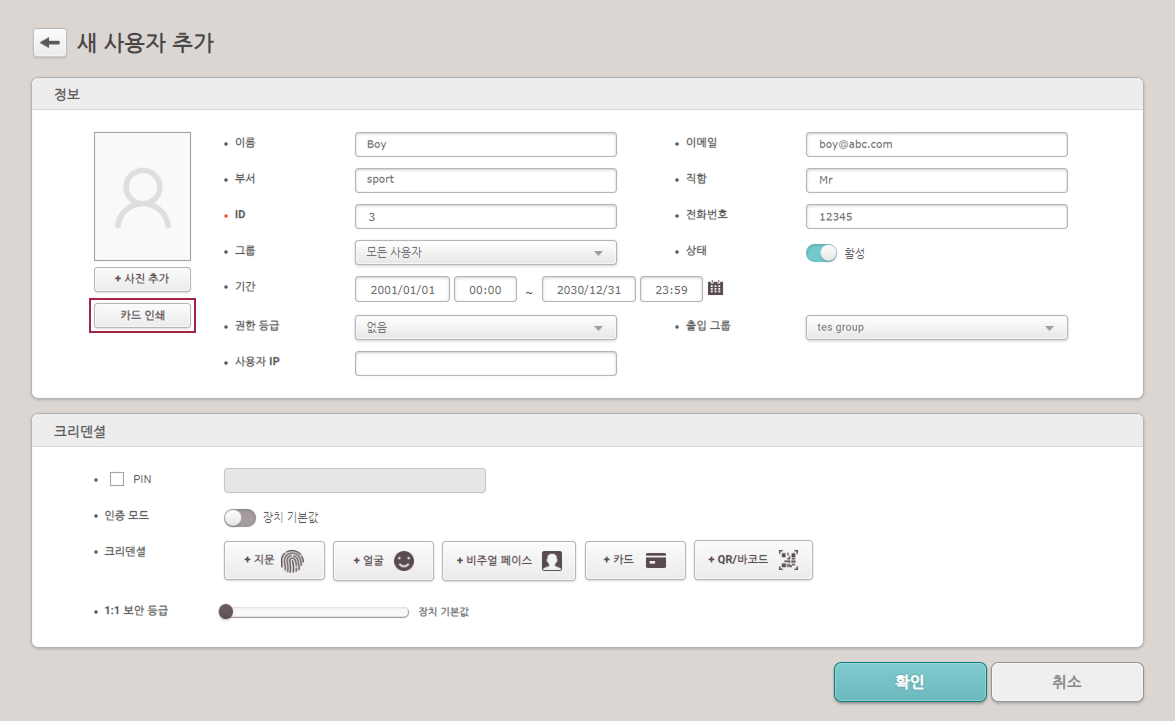 새 사용자 추가
정보
이름 Boy 이메일 boy@abc.com
부서 sport 직함 Mr
ID 3 전화번호 12345
그룹 모든 사용자 상태 활성
+ 사진 추가
기간 2001/01/01 00:00 ~ 2030/12/31 23:59
카드 인쇄
권한 등급 없음 출입 그룹 tes group
사용자 IP
크리덴셜
PIN
인증 모드 장치 기본값
크리덴셜 + 지문 + 얼굴 + 비주얼 페이스 + 카드 + QR/바코드
1:1 보안 등급 장치 기본값
확인 취소